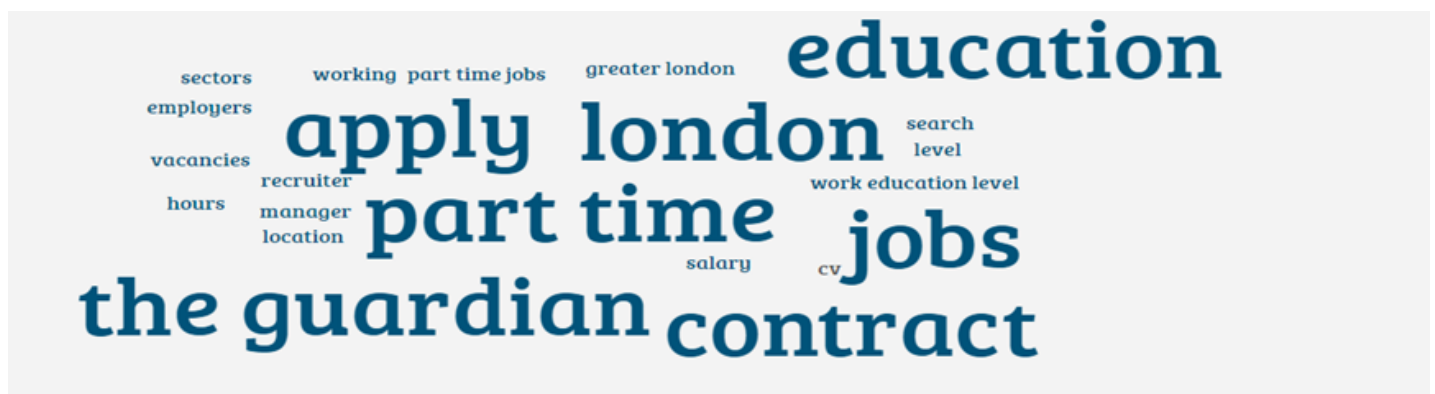 education
sectors
working part time jobs
greater london
employers
apply
london
search
level
vacancies
recruiter
work education level
hours
manager
part time
location
jobs
salary
cv
the guardian
contract